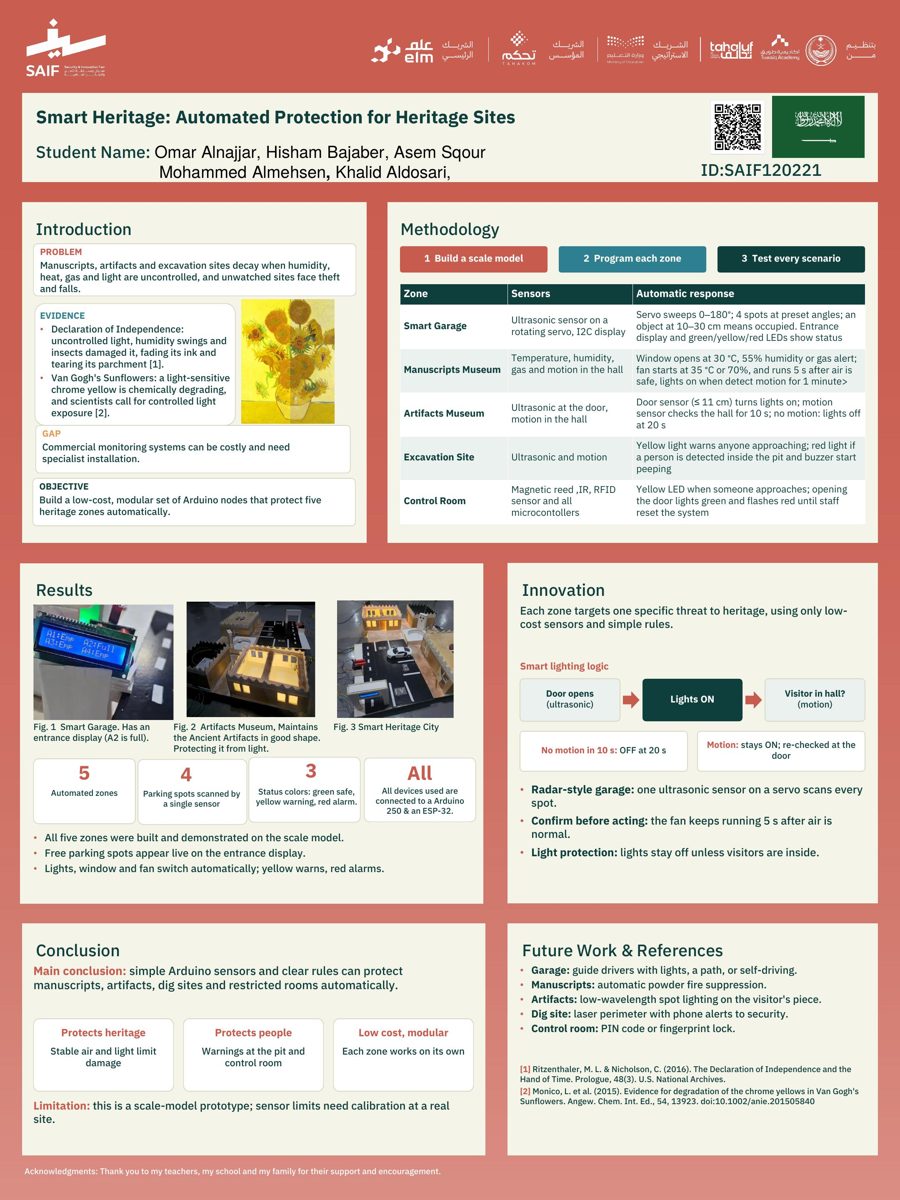 SAIF
علم
elm
الشريك
الرئيسي
تحكم
TAHAKOM
الشريك
المؤسس
وزارة التعليم
Ministry of Education
الشريك
الاستراتيجي
tahaluf
تحالف
أكاديمية طويق
Tuwaiq Academy
بتنظيم
من
Smart Heritage: Automated Protection for Heritage Sites
Student Name: Omar Alnajjar, Hisham Bajaber, Asem Sqour
Mohammed Almehsen, Khalid Aldosari,
ID:SAIF120221
Introduction
PROBLEM
Manuscripts, artifacts and excavation sites decay when humidity,
heat, gas and light are uncontrolled, and unwatched sites face theft
and falls.
EVIDENCE
• Declaration of Independence:
uncontrolled light, humidity swings and
insects damaged it, fading its ink and
tearing its parchment [1].
• Van Gogh's Sunflowers: a light-sensitive
chrome yellow is chemically degrading,
and scientists call for controlled light
exposure [2].
GAP
Commercial monitoring systems can be costly and need
specialist installation.
OBJECTIVE
Build a low-cost, modular set of Arduino nodes that protect five
heritage zones automatically.
Methodology
1 Build a scale model
2 Program each zone
3 Test every scenario
Zone Sensors Automatic response
Smart Garage
Ultrasonic sensor on a
rotating servo, I2C display
Servo sweeps 0–180°; 4 spots at preset angles; an
object at 10–30 cm means occupied. Entrance
display and green/yellow/red LEDs show status
Manuscripts Museum
Temperature, humidity,
gas and motion in the hall
Window opens at 30 °C, 55% humidity or gas alert;
fan starts at 35 °C or 70%, and runs 5 s after air is
safe, lights on when detect motion for 1 minute>
Artifacts Museum
Ultrasonic at the door,
motion in the hall
Door sensor (≤ 11 cm) turns lights on; motion
sensor checks the hall for 10 s; no motion: lights off
at 20 s
Excavation Site
Ultrasonic and motion
Yellow light warns anyone approaching; red light if
a person is detected inside the pit and buzzer start
peeping
Control Room
Magnetic reed ,IR, RFID
sensor and all
microcontollers
Yellow LED when someone approaches; opening
the door lights green and flashes red until staff
reset the system
Results
A1:Emp A2:Full
A3:Emp A4:Emp
Fig. 1 Smart Garage. Has an
entrance display (A2 is full).
Fig. 2 Artifacts Museum, Maintains
the Ancient Artifacts in good shape.
Protecting it from light.
Fig. 3 Smart Heritage City
5
Automated zones
4
Parking spots scanned by
a single sensor
3
Status colors: green safe,
yellow warning, red alarm.
All
All devices used are
connected to a Arduino
250 & an ESP-32.
• All five zones were built and demonstrated on the scale model.
• Free parking spots appear live on the entrance display.
• Lights, window and fan switch automatically; yellow warns, red alarms.
Innovation
Each zone targets one specific threat to heritage, using only low-
cost sensors and simple rules.
Smart lighting logic
Door opens
(ultrasonic)
Lights ON
Visitor in hall?
(motion)
No motion in 10 s: OFF at 20 s
Motion: stays ON; re-checked at the
door
• Radar-style garage: one ultrasonic sensor on a servo scans every
spot.
• Confirm before acting: the fan keeps running 5 s after air is
normal.
• Light protection: lights stay off unless visitors are inside.
Conclusion
Main conclusion: simple Arduino sensors and clear rules can protect
manuscripts, artifacts, dig sites and restricted rooms automatically.
Protects heritage
Stable air and light limit
damage
Protects people
Warnings at the pit and
control room
Low cost, modular
Each zone works on its own
Limitation: this is a scale-model prototype; sensor limits need calibration at a real
site.
Future Work & References
• Garage: guide drivers with lights, a path, or self-driving.
• Manuscripts: automatic powder fire suppression.
• Artifacts: low-wavelength spot lighting on the visitor's piece.
• Dig site: laser perimeter with phone alerts to security.
• Control room: PIN code or fingerprint lock.
[1] Ritzenthaler, M. L. & Nicholson, C. (2016). The Declaration of Independence and the
Hand of Time. Prologue, 48(3). U.S. National Archives.
[2] Monico, L. et al. (2015). Evidence for degradation of the chrome yellows in Van Gogh's
Sunflowers. Angew. Chem. Int. Ed., 54, 13923. doi:10.1002/anie.201505840
Acknowledgments: Thank you to my teachers, my school and my family for their support and encouragement.